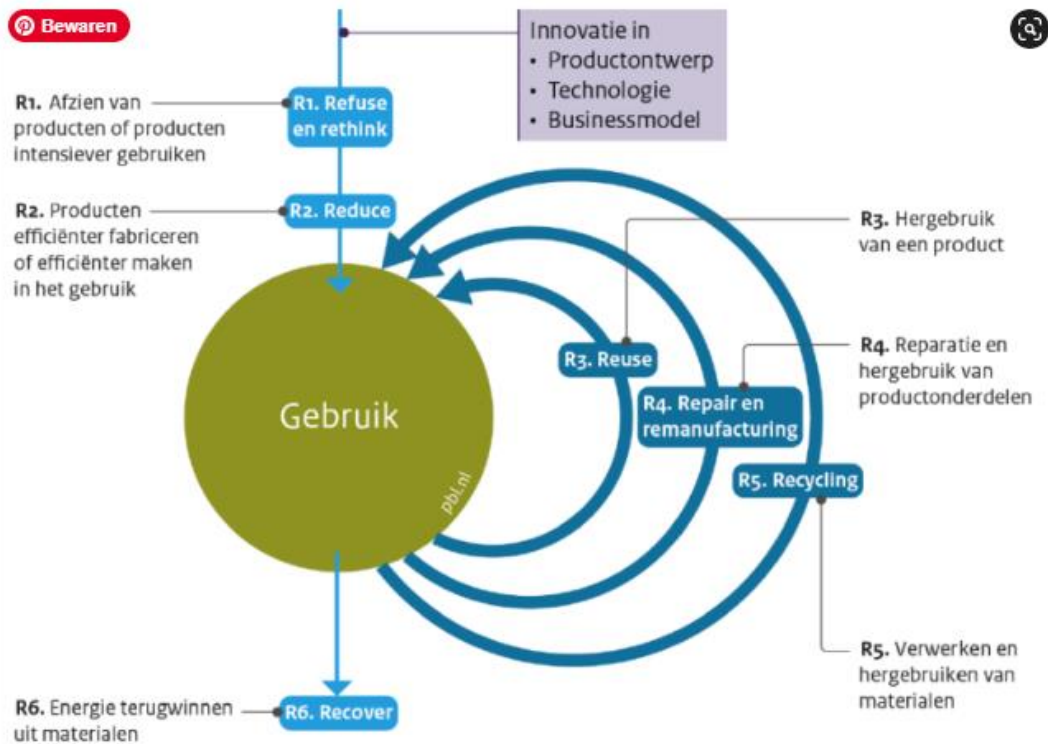 Bewaren
Innovatie in
• Productontwerp
• Technologie
• Businessmodel
R1. Afzien van
producten of producten
intensiever gebruiken
R1. Refuse
en rethink
R2. Producten
efficiënter fabriceren
of efficiënter maken
in het gebruik
R2. Reduce
R3. Hergebruik
van een product
R3. Reuse
R4. Reparatie en
hergebruik van
productonderdelen
R4. Repair en
remanufacturing
Gebruik
pbl.nl
R5. Recycling
R5. Verwerken en
hergebruiken van
materialen
R6. Energie terugwinnen
uit materialen
R6. Recover